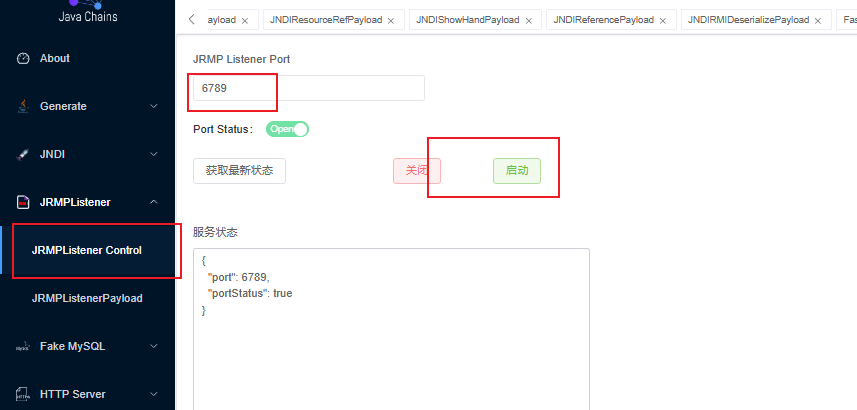 Java Chains
About
Generate
JNDI
JRMPListener
JRMPListener Control
JRMPListenerPayload
Fake MySQL
HTTP Server
ayload × JNDIResourceRefPayload × JNDIShowHandPayload × JNDIReferencePayload × JNDIRMIDeserializePayload × Fas
JRMP Listener Port
6789
Port Status: Open
获取最新状态 关闭 启动
服务状态
{
"port": 6789,
"portStatus": true
}